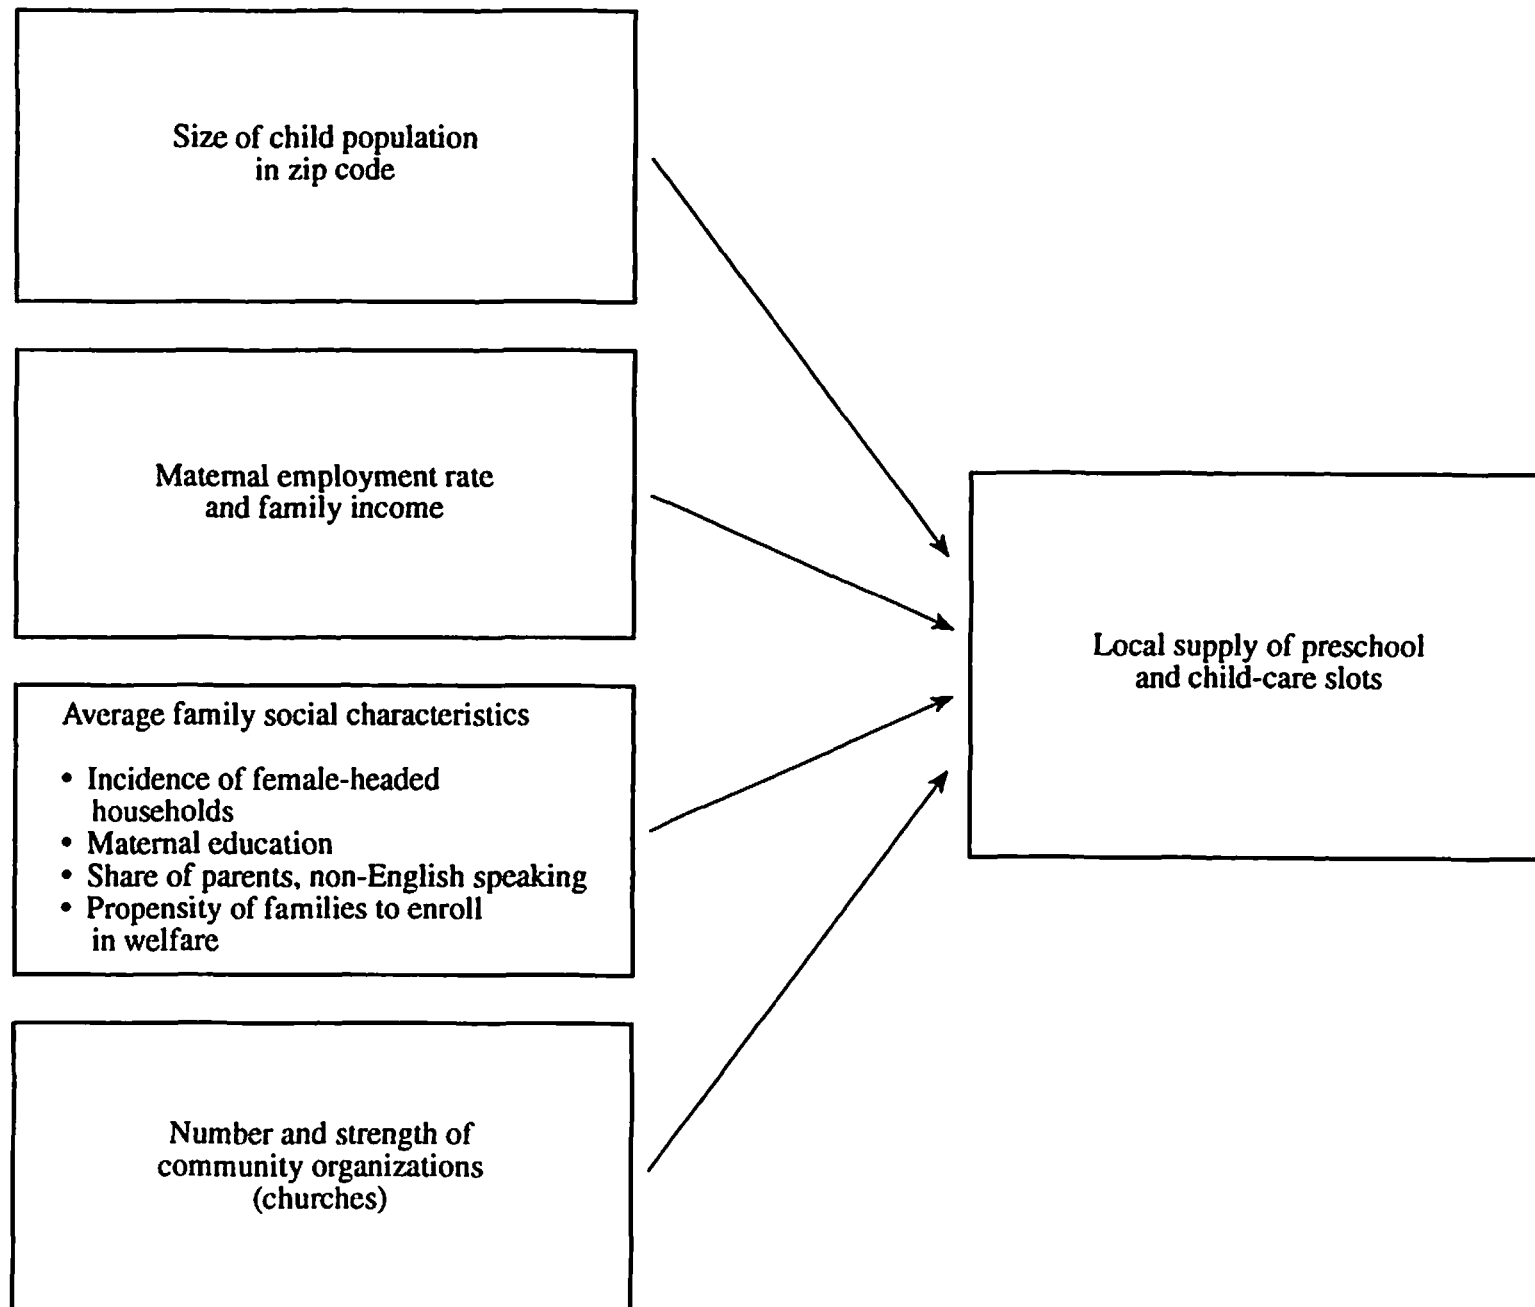 Size of child population
in zip code
Maternal employment rate
and family income
Average family social characteristics
• Incidence of female-headed
households
• Maternal education
• Share of parents, non-English speaking
• Propensity of families to enroll
in welfare
Number and strength of
community organizations
(churches)
Local supply of preschool
and child-care slots